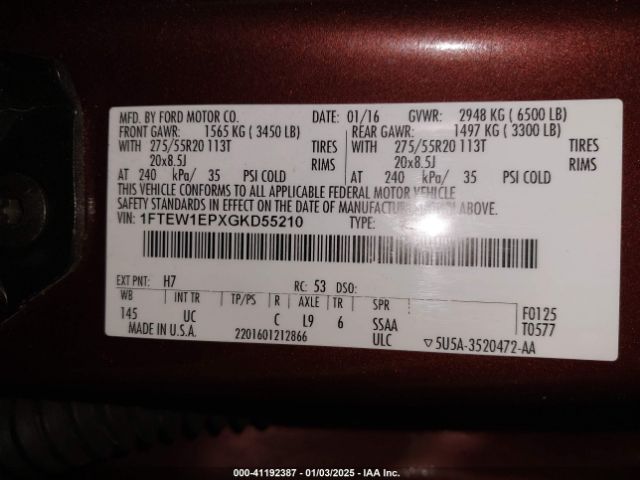 MFD. BY FORD MOTOR CO. DATE: 01/16 GVWR: 2948 KG ( 6500 LB)
FRONT GAWR: 1565 KG ( 3450 LB) REAR GAWR: 1497 KG ( 3300 LB)
WITH 275/55R20 113T TIRES WITH 275/55R20 113T TIRES
20x8.5J RIMS 20x8.5J RIMS
AT 240 kPa/ 35 PSI COLD AT 240 kPa/ 35 PSI COLD
THIS VEHICLE CONFORMS TO ALL APPLICABLE FEDERAL MOTOR VEHICLE
SAFETY STANDARDS IN EFFECT ON THE DATE OF MANUFACTURE SHOWN ABOVE.
VIN: 1FTEW1EPXGKD55210 TYPE:
EXT PNT: H7 RC: 53 DSO:
WB INT TR TP/PS R AXLE TR SPR F0125
145 UC C L9 6 SSAA T0577
MADE IN U.S.A. 2201601212866 ULC ▽5U5A-3520472-AA
000-41192387 - 01/03/2025 - IAA Inc.